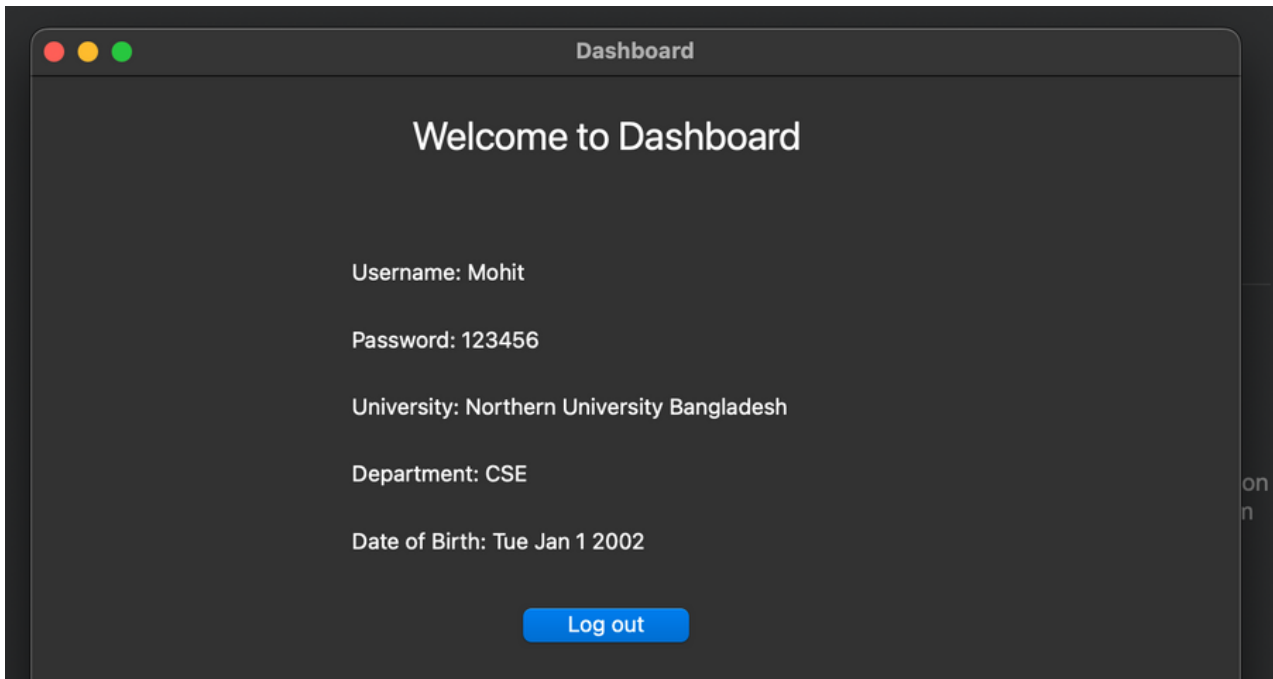 Dashboard
Welcome to Dashboard
Username: Mohit
Password: 123456
University: Northern University Bangladesh
Department: CSE
Date of Birth: Tue Jan 1 2002
Log out